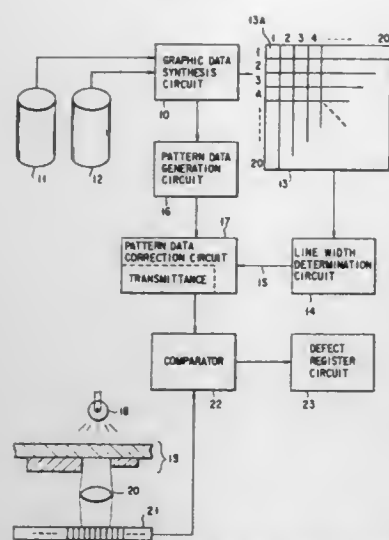 13A
1 2 3 4 ----- 20
1
2
3
4
20
13
GRAPHIC DATA
SYNTHESIS
CIRCUIT
10
11
12
PATTERN DATA
GENERATION
CIRCUIT
16
17
PATTERN DATA
CORRECTION CIRCUIT
TRANSMITTANCE
15
LINE WIDTH
DETERMINATION
CIRCUIT
14
COMPARATOR
22
DEFECT
REGISTER
CIRCUIT
23
18
19
20
21